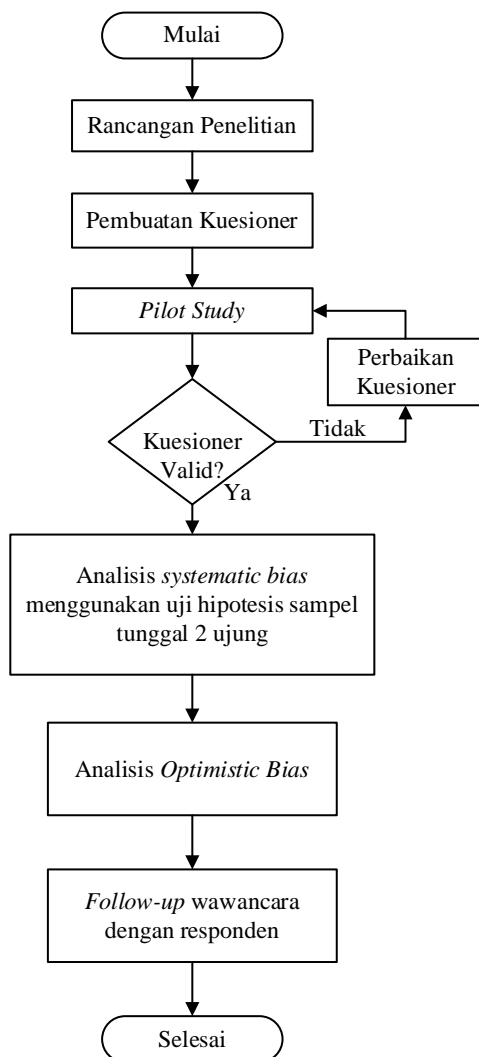 Mulai
Rancangan Penelitian
Pembuatan Kuesioner
Pilot Study
Perbaikan
Kuesioner
Kuesioner
Valid?
Tidak
Ya
Analisis systematic bias
menggunakan uji hipotesis sampel
tunggal 2 ujung
Analisis Optimistic Bias
Follow-up wawancara
dengan responden
Selesai